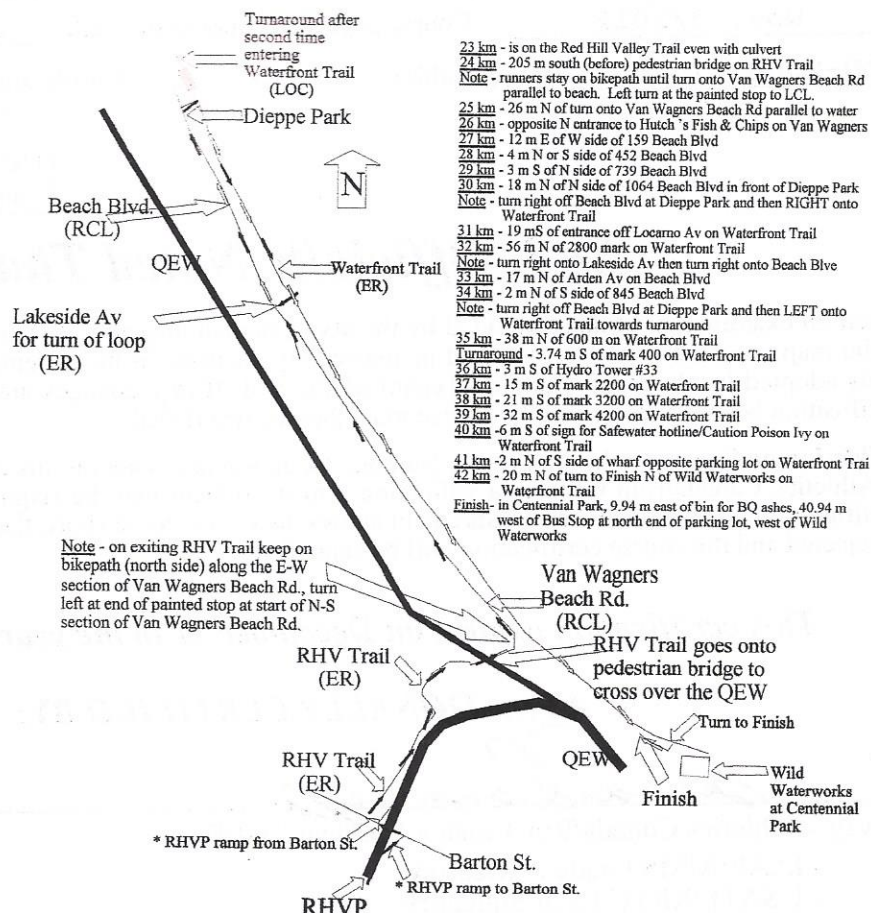 Turnaround after
second time
entering
Waterfront Trail
(LOC)
Dieppe Park
N
Beach Blvd.
(RCL)
QEW
Waterfront Trail
(ER)
Lakeside Av
for turn of loop
(ER)
23 km - is on the Red Hill Valley Trail even with culvert
24 km - 205 m south (before) pedestrian bridge on RHV Trail
Note - runners stay on bikepath until turn onto Van Wagners Beach Rd
parallel to beach. Left turn at the painted stop to LCL.
25 km - 26 m N of turn onto Van Wagners Beach Rd parallel to water
26 km - opposite N entrance to Hutch 's Fish & Chips on Van Wagners
27 km - 12 m E of W side of 159 Beach Blvd
28 km - 4 m N or S side of 452 Beach Blvd
29 km - 3 m S of N side of 739 Beach Blvd
30 km - 18 m N of N side of 1064 Beach Blvd in front of Dieppe Park
Note - turn right off Beach Blvd at Dieppe Park and then RIGHT onto
Waterfront Trail
31 km - 19 mS of entrance off Locarno Av on Waterfront Trail
32 km - 56 m N of 2800 mark on Waterfront Trail
Note - turn right onto Lakeside Av then turn right onto Beach Blve
33 km - 17 m N of Arden Av on Beach Blvd
34 km - 2 m N of S side of 845 Beach Blvd
Note - turn right off Beach Blvd at Dieppe Park and then LEFT onto
Waterfront Trail towards turnaround
35 km - 38 m N of 600 m on Waterfront Trail
Turnaround - 3.74 m S of mark 400 on Waterfront Trail
36 km - 3 m S of Hydro Tower #33
37 km - 15 m S of mark 2200 on Waterfront Trail
38 km - 21 m S of mark 3200 on Waterfront Trail
39 km - 32 m S of mark 4200 on Waterfront Trail
40 km -6 m S of sign for Safewater hotline/Caution Poison Ivy on
Waterfront Trail
41 km -2 m N of S side of wharf opposite parking lot on Waterfront Trai
42 km - 20 m N of turn to Finish N of Wild Waterworks on
Waterfront Trail
Finish- in Centennial Park, 9.94 m east of bin for BQ ashes, 40.94 m
west of Bus Stop at north end of parking lot, west of Wild
Waterworks
Note - on exiting RHV Trail keep on
bikepath (north side) along the E-W
section of Van Wagners Beach Rd., turn
left at end of painted stop at start of N-S
section of Van Wagners Beach Rd.
Van Wagners
Beach Rd.
(RCL)
RHV Trail
(ER)
RHV Trail goes onto
pedestrian bridge to
cross over the QEW
Turn to Finish
RHV Trail
(ER)
QEW
Finish
Wild
Waterworks
at Centennial
Park
* RHVP ramp from Barton St.
Barton St.
* RHVP ramp to Barton St.
RHVP